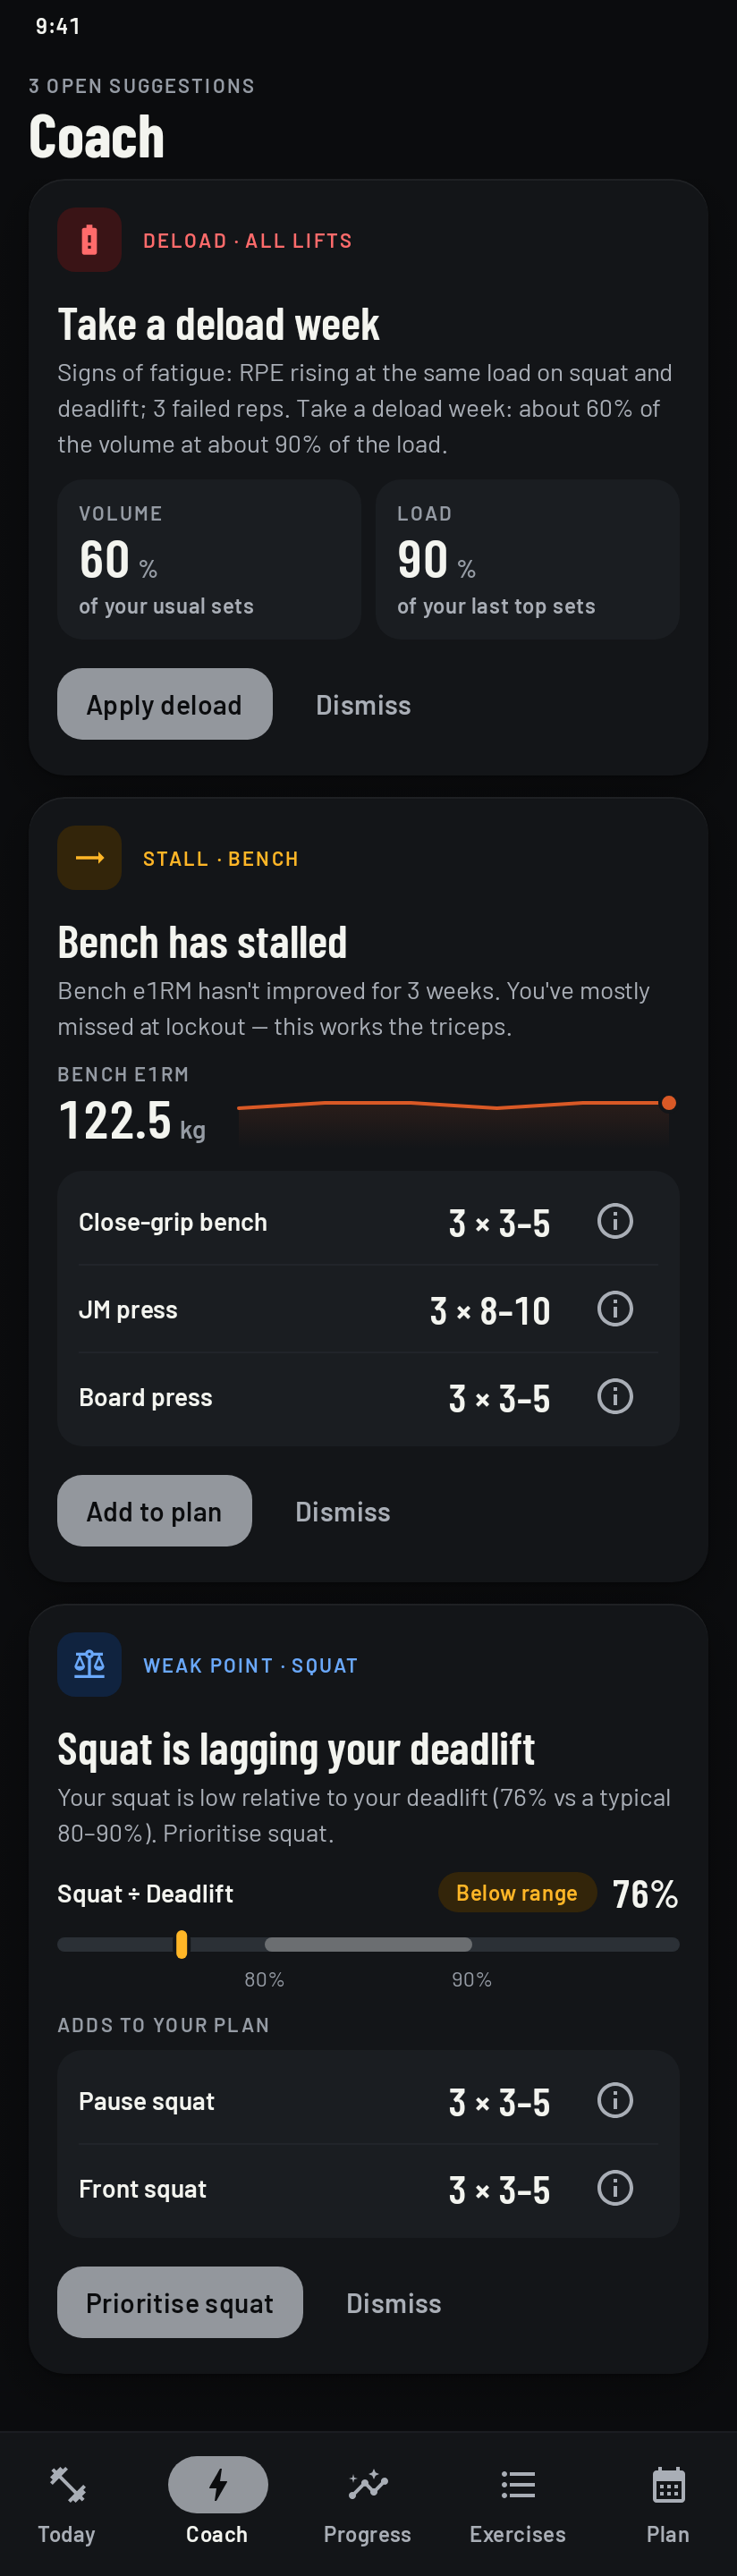 9:41
3 OPEN SUGGESTIONS
Coach
DELOAD · ALL LIFTS
Take a deload week
Signs of fatigue: RPE rising at the same load on squat and
deadlift; 3 failed reps. Take a deload week: about 60% of
the volume at about 90% of the load.
VOLUME
60 %
of your usual sets
LOAD
90 %
of your last top sets
Apply deload
Dismiss
STALL · BENCH
Bench has stalled
Bench e1RM hasn't improved for 3 weeks. You've mostly
missed at lockout — this works the triceps.
BENCH E1RM
122.5 kg
Close-grip bench 3 × 3–5
JM press 3 × 8–10
Board press 3 × 3–5
Add to plan
Dismiss
WEAK POINT · SQUAT
Squat is lagging your deadlift
Your squat is low relative to your deadlift (76% vs a typical
80–90%). Prioritise squat.
Squat ÷ Deadlift Below range 76%
80% 90%
ADDS TO YOUR PLAN
Pause squat 3 × 3–5
Front squat 3 × 3–5
Prioritise squat
Dismiss
Today Coach Progress Exercises Plan